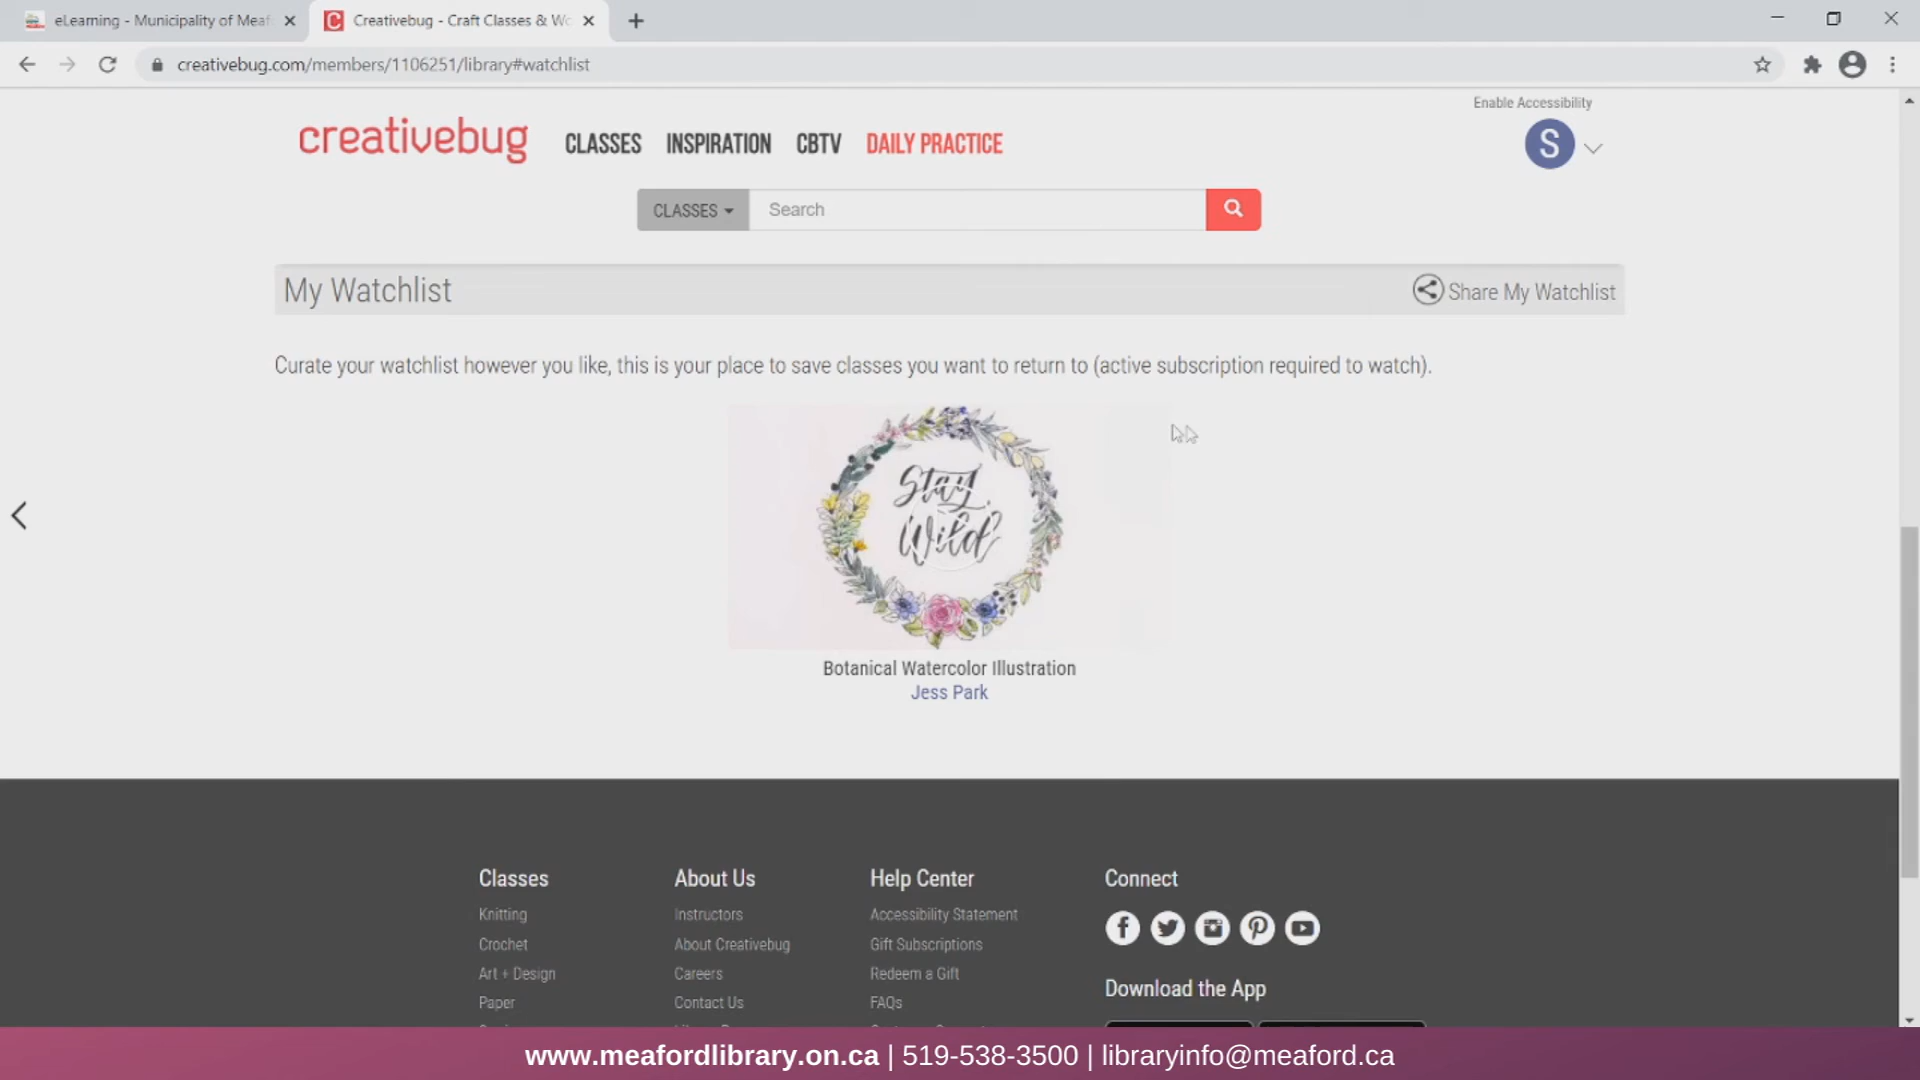 eLearning - Municipality of Meaf
Creativebug - Craft Classes & Wo
creativebug.com/members/1106251/library#watchlist
Enable Accessibility
creativebug
CLASSES
INSPIRATION
CBTV
DAILY PRACTICE
S
CLASSES
Search
My Watchlist
Share My Watchlist
Curate your watchlist however you like, this is your place to save classes you want to return to (active subscription required to watch).
Stay
Wild
Botanical Watercolor Illustration
Jess Park
Classes
Knitting
Crochet
Art + Design
Paper
About Us
Instructors
About Creativebug
Careers
Contact Us
Help Center
Accessibility Statement
Gift Subscriptions
Redeem a Gift
FAQs
Connect
Download the App
www.meafordlibrary.on.ca | 519-538-3500 | libraryinfo@meaford.ca